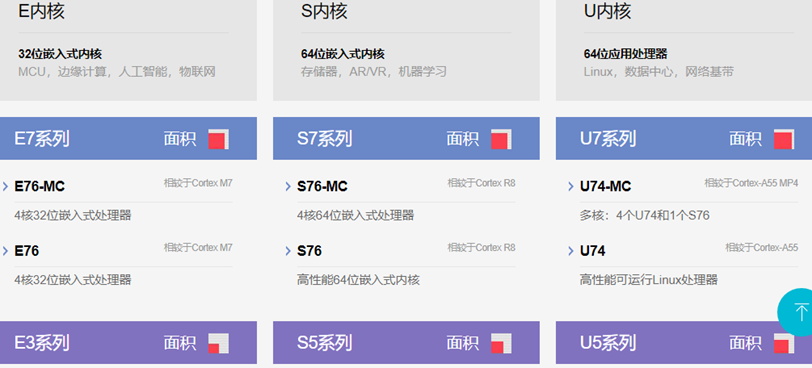 E内核
32位嵌入式内核
MCU，边缘计算，人工智能，物联网
S内核
64位嵌入式内核
存储器，AR/VR，机器学习
U内核
64位应用处理器
Linux，数据中心，网络基带
E7系列 面积
E76-MC 相较于Cortex M7
4核32位嵌入式处理器
E76 相较于Cortex M7
4核32位嵌入式处理器
S7系列 面积
S76-MC 相较于Cortex R8
4核64位嵌入式处理器
S76 相较于Cortex R8
高性能64位嵌入式内核
U7系列 面积
U74-MC 相较于Cortex-A55 MP4
多核：4个U74和1个S76
U74 相较于Cortex-A55
高性能可运行Linux处理器
E3系列 面积
S5系列 面积
U5系列 面积